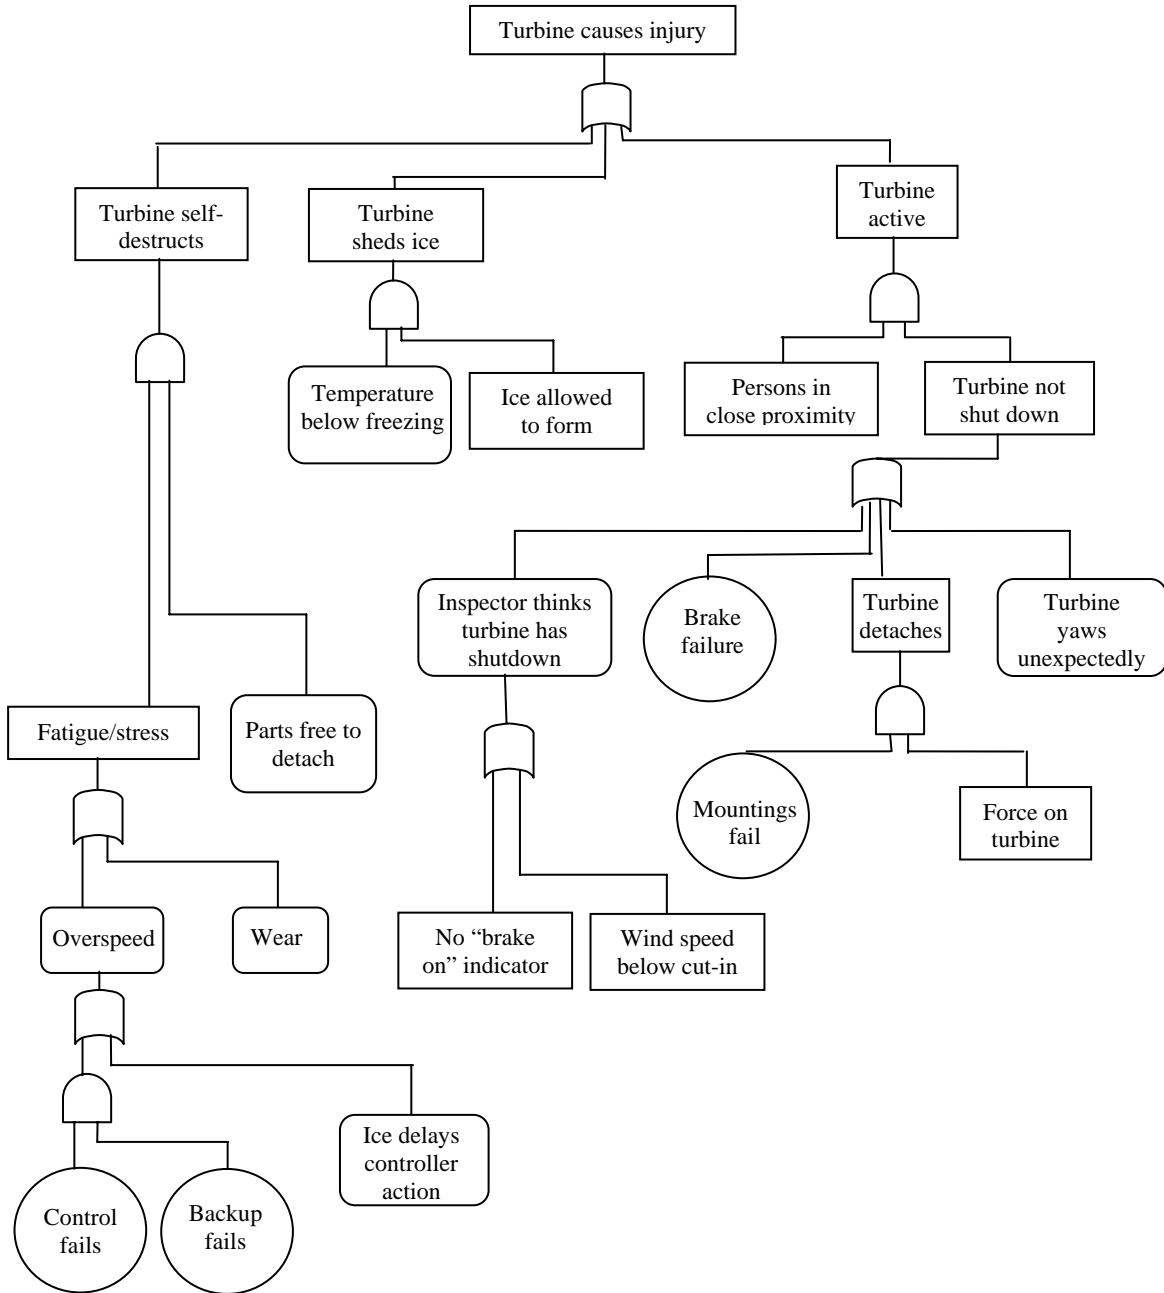 Turbine causes injury
Turbine self-
destructs
Turbine
sheds ice
Turbine
active
Temperature
below freezing
Ice allowed
to form
Persons in
close proximity
Turbine not
shut down
Inspector thinks
turbine has
shutdown
Brake
failure
Turbine
detaches
Turbine
yaws
unexpectedly
Fatigue/stress
Parts free to
detach
Mountings
fail
Force on
turbine
Overspeed
Wear
No “brake
on” indicator
Wind speed
below cut-in
Ice delays
controller
action
Control
fails
Backup
fails